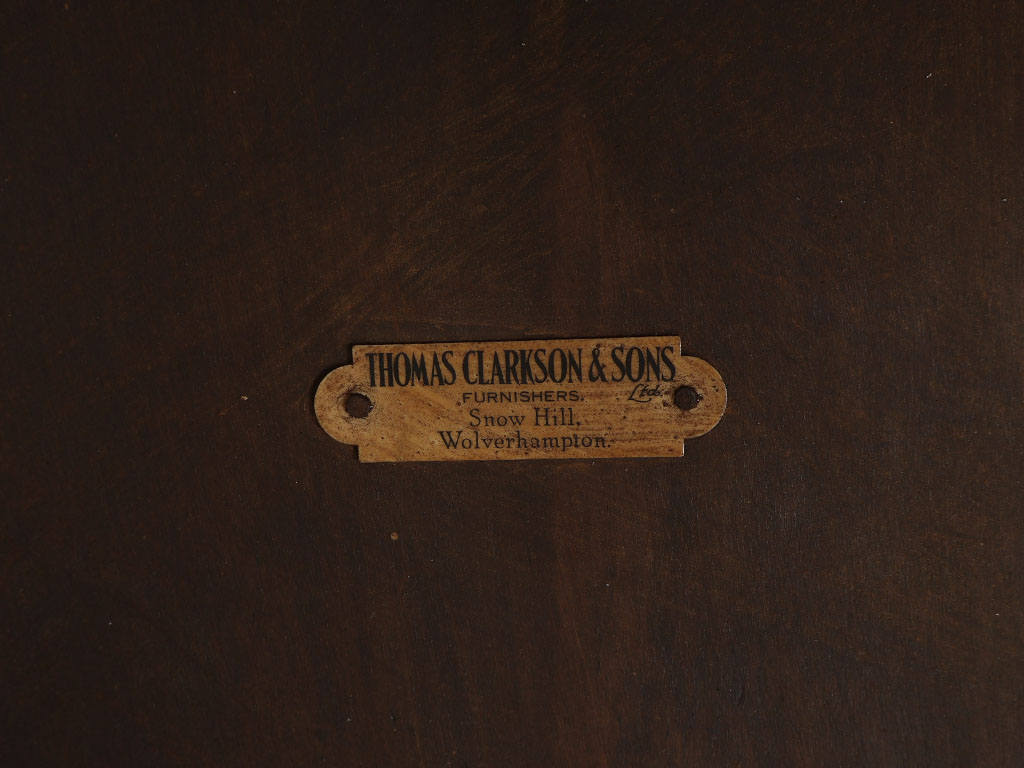 THOMAS CLARKSON & SONS
Ltd.
FURNISHERS.
Snow Hill,
Wolverhampton.